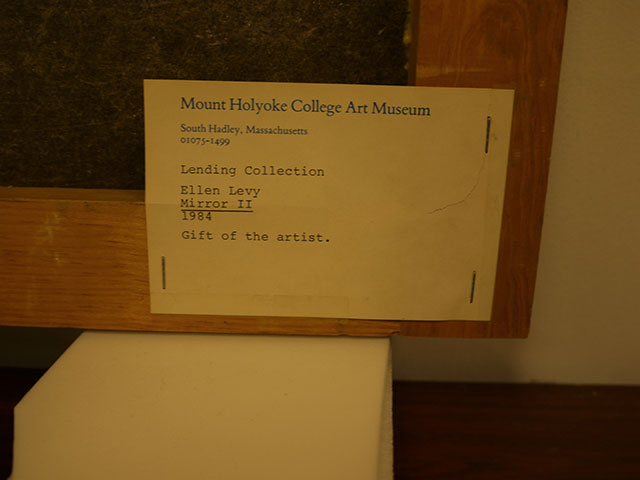 Mount Holyoke College Art Museum
South Hadley, Massachusetts
01075-1499
Lending Collection
Ellen Levy
Mirror II
1984
Gift of the artist.